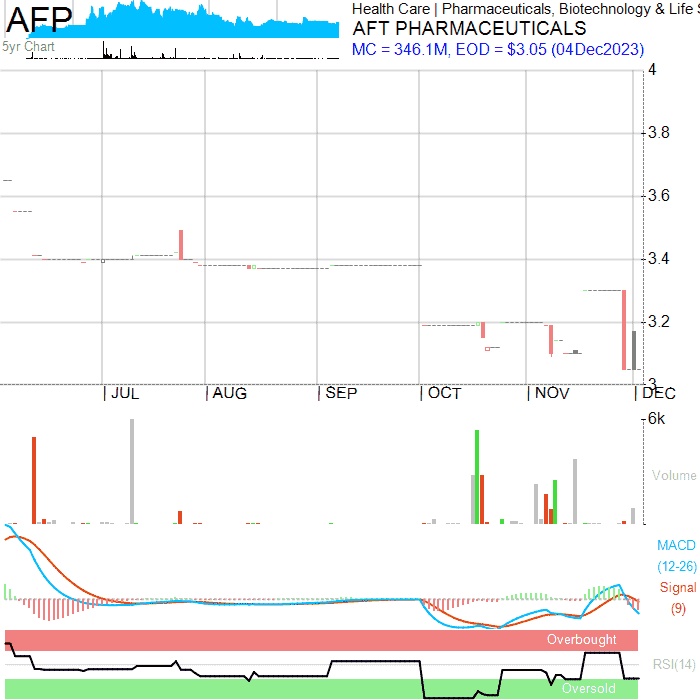 AFP
5yr Chart
Health Care | Pharmaceuticals, Biotechnology & Life S
AFT PHARMACEUTICALS
MC = 346.1M, EOD = $3.05 (04Dec2023)
4
3.8
3.6
3.4
3.2
3
JUL
AUG
SEP
OCT
NOV
DEC
6k
Volume
MACD
(12-26)
Signal
(9)
Overbought
RSI(14)
Oversold